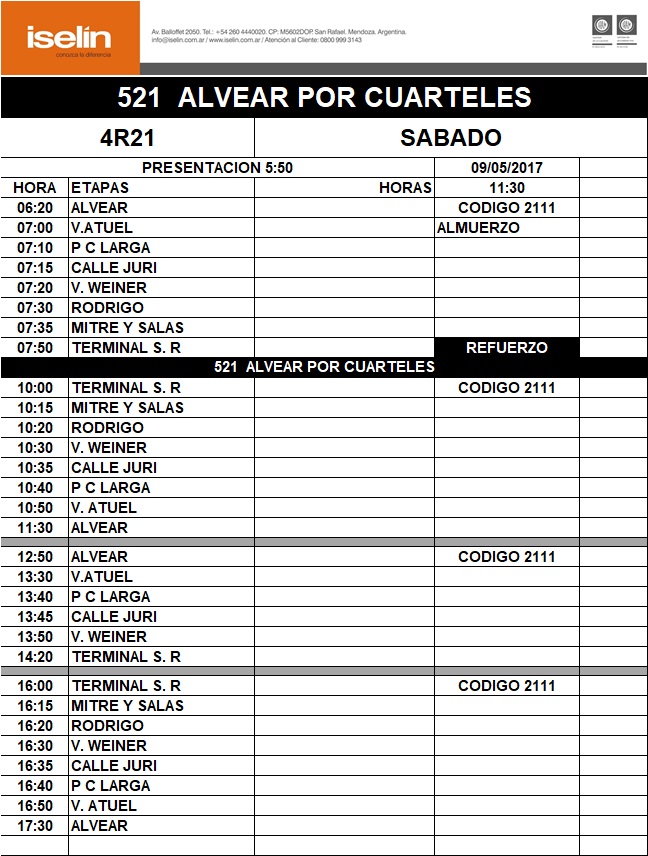 iselín
conozca la diferencia
Av. Balloffet 2050. Tel.: +54 260 4440020. CP: M5602DOP. San Rafael. Mendoza. Argentina.
info@iselin.com.ar / www.iselin.com.ar / Atención al Cliente: 0800 999 3143
521 ALVEAR POR CUARTELES
4R21 SABADO
PRESENTACION 5:50 09/05/2017
HORA ETAPAS HORAS 11:30
06:20 ALVEAR CODIGO 2111
07:00 V.ATUEL ALMUERZO
07:10 P C LARGA
07:15 CALLE JURI
07:20 V. WEINER
07:30 RODRIGO
07:35 MITRE Y SALAS
07:50 TERMINAL S. R REFUERZO
521 ALVEAR POR CUARTELES
10:00 TERMINAL S. R CODIGO 2111
10:15 MITRE Y SALAS
10:20 RODRIGO
10:30 V. WEINER
10:35 CALLE JURI
10:40 P C LARGA
10:50 V. ATUEL
11:30 ALVEAR
12:50 ALVEAR CODIGO 2111
13:30 V.ATUEL
13:40 P C LARGA
13:45 CALLE JURI
13:50 V. WEINER
14:20 TERMINAL S. R
16:00 TERMINAL S. R CODIGO 2111
16:15 MITRE Y SALAS
16:20 RODRIGO
16:30 V. WEINER
16:35 CALLE JURI
16:40 P C LARGA
16:50 V. ATUEL
17:30 ALVEAR